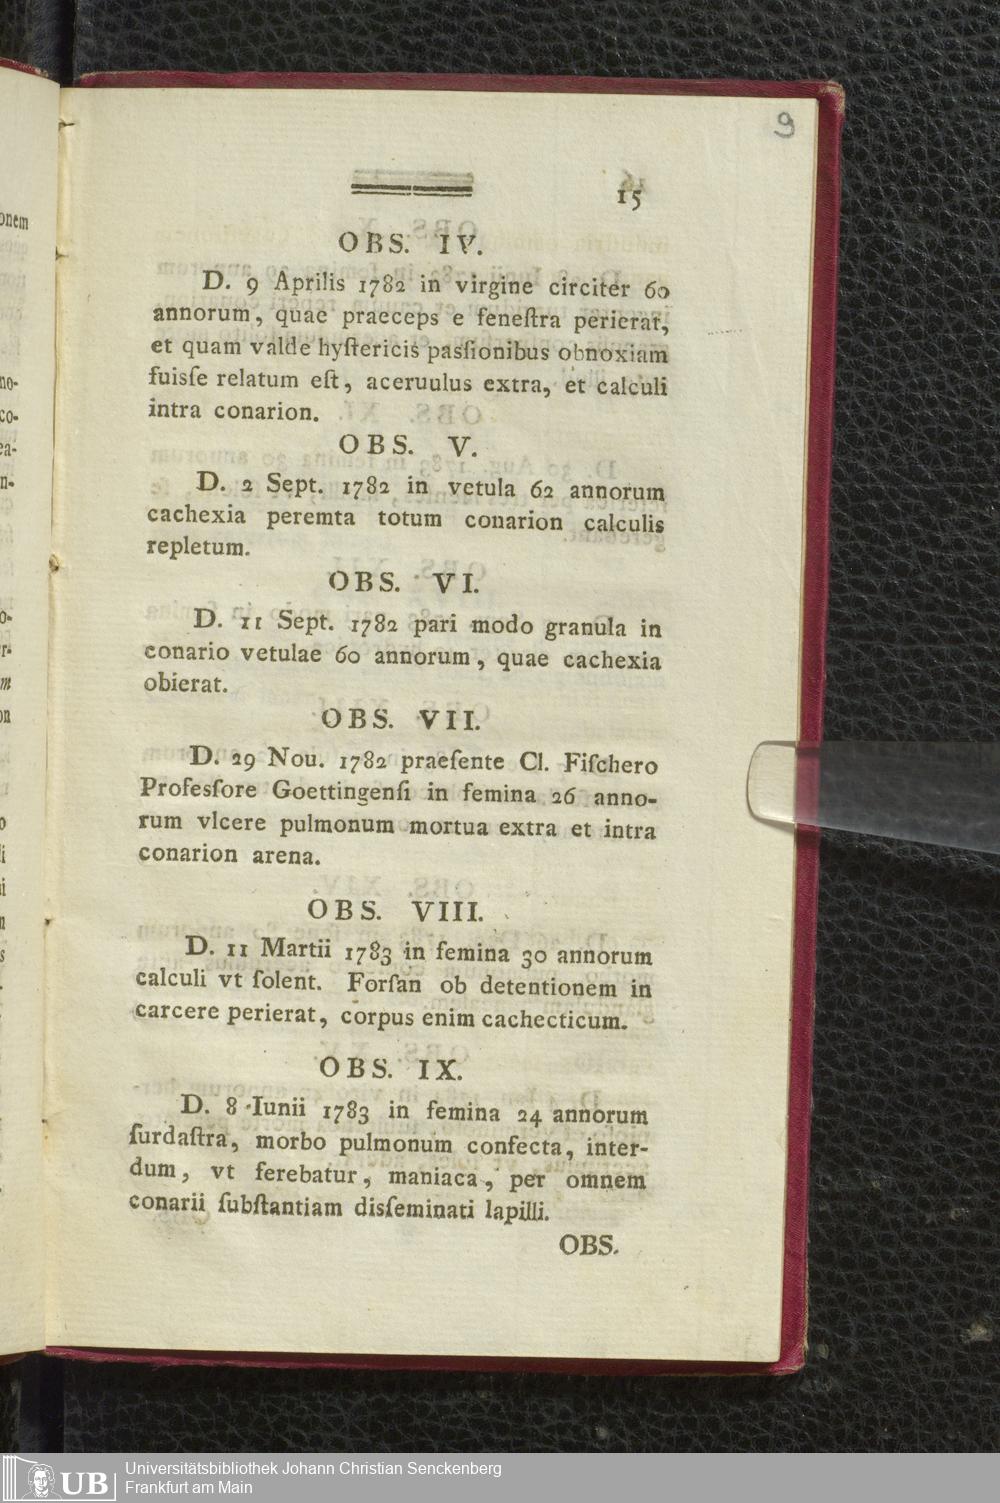 9
15
OBS. IV.
D. 9 Aprilis 1782 in virgine circiter 60
annorum, quae praeceps e feneſtra perierat,
et quam valde hyſtericis pasſionibus obnoxiam
fuisſe relatum eſt, aceruulus extra, et calculi
intra conarion.
OBS. V.
D. 2 Sept. 1782 in vetula 62 annorum
cachexia peremta totum conarion calculis
repletum.
OBS. VI.
D. 11 Sept. 1782 pari modo granula in
conario vetulae 60 annorum, quae cachexia
obierat.
OBS. VII.
D. 29 Nou. 1782 praeſente Cl. Fiſchero
Profesſore Goettingenſi in femina 26 anno-
rum vlcere pulmonum mortua extra et intra
conarion arena.
OBS. VIII.
D. 11 Martii 1783 in femina 30 annorum
calculi vt ſolent. Forſan ob detentionem in
carcere perierat, corpus enim cachecticum.
OBS. IX.
D. 8 Iunii 1783 in femina 24 annorum
ſurdaſtra, morbo pulmonum confecta, inter-
dum, vt ferebatur, maniaca, per omnem
conarii ſubſtantiam disſeminati lapilli.
OBS.
UB
Universitätsbibliothek Johann Christian Senckenberg
Frankfurt am Main